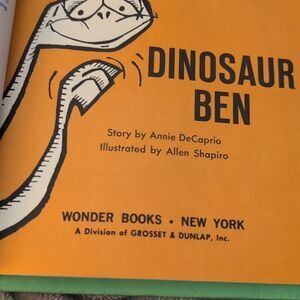 DINOSAUR
BEN
Story by Annie DeCaprio
Illustrated by Allen Shapiro
WONDER BOOKS • NEW YORK
A Division of GROSSET & DUNLAP, Inc.